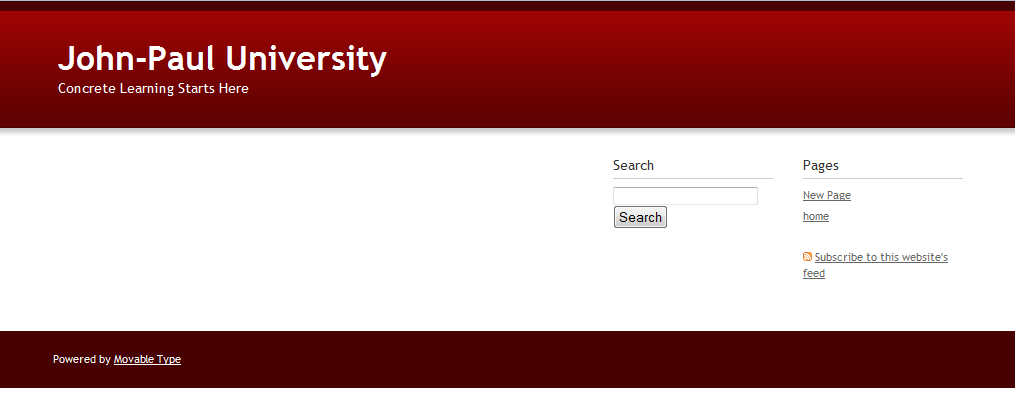 John-Paul University
Concrete Learning Starts Here
Search
Search
Pages
New Page
home
Subscribe to this website's
feed
Powered by Movable Type